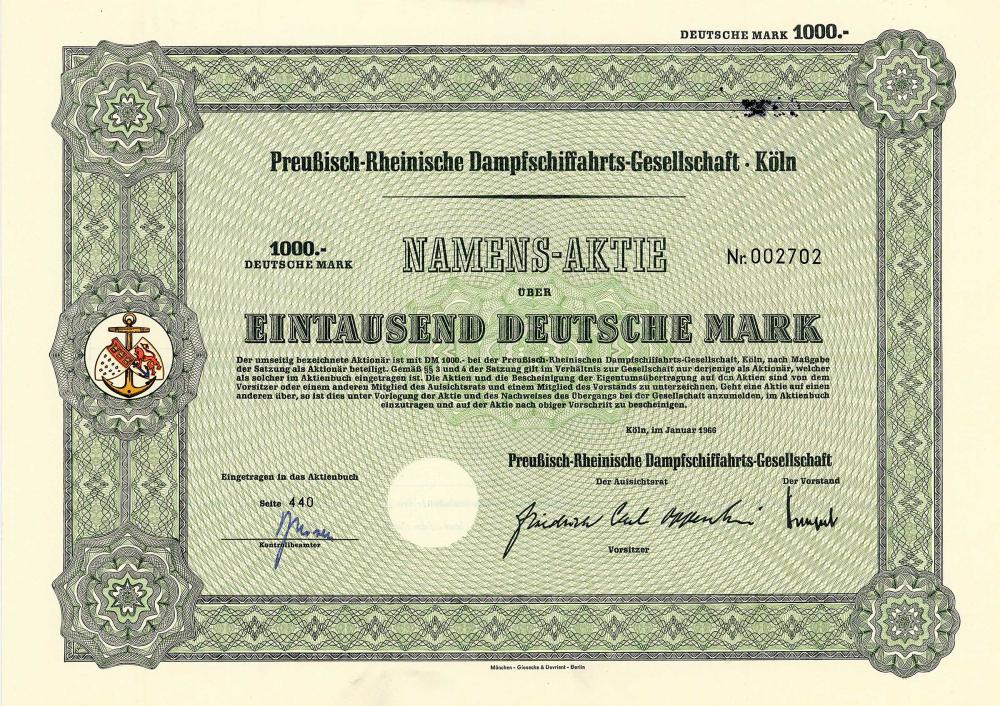 DEUTSCHE MARK 1000.-
Preußisch-Rheinische Dampfschiffahrts-Gesellschaft · Köln
1000.-
DEUTSCHE MARK
NAMENS-AKTIE
Nr. 002702
ÜBER
EINTAUSEND DEUTSCHE MARK
Der umseitig bezeichnete Aktionär ist mit DM 1000.- bei der Preußisch-Rheinischen Dampfschiffahrts-Gesellschaft, Köln, nach Maßgabe
der Satzung als Aktionär beteiligt. Gemäß §§ 3 und 4 der Satzung gilt im Verhältnis zur Gesellschaft nur derjenige als Aktionär, welcher
als solcher im Aktienbuch eingetragen ist. Die Aktien und die Bescheinigung der Eigentumsübertragung auf den Aktien sind von dem
Vorsitzer oder einem anderen Mitglied des Aufsichtsrats und einem Mitglied des Vorstands zu unterzeichnen. Geht eine Aktie auf einen
anderen über, so ist dies unter Vorlegung der Aktie und des Nachweises des Übergangs bei der Gesellschaft anzumelden, im Aktienbuch
einzutragen und auf der Aktie nach obiger Vorschrift zu bescheinigen.
Köln, im Januar 1966
Preußisch-Rheinische Dampfschiffahrts-Gesellschaft
Der Aufsichtsrat
Der Vorstand
Eingetragen in das Aktienbuch
Seite 440
Friedrich Carl Oppenheim
Kontrollbeamter
Vorsitzer
München - Giesecke & Devrient - Berlin